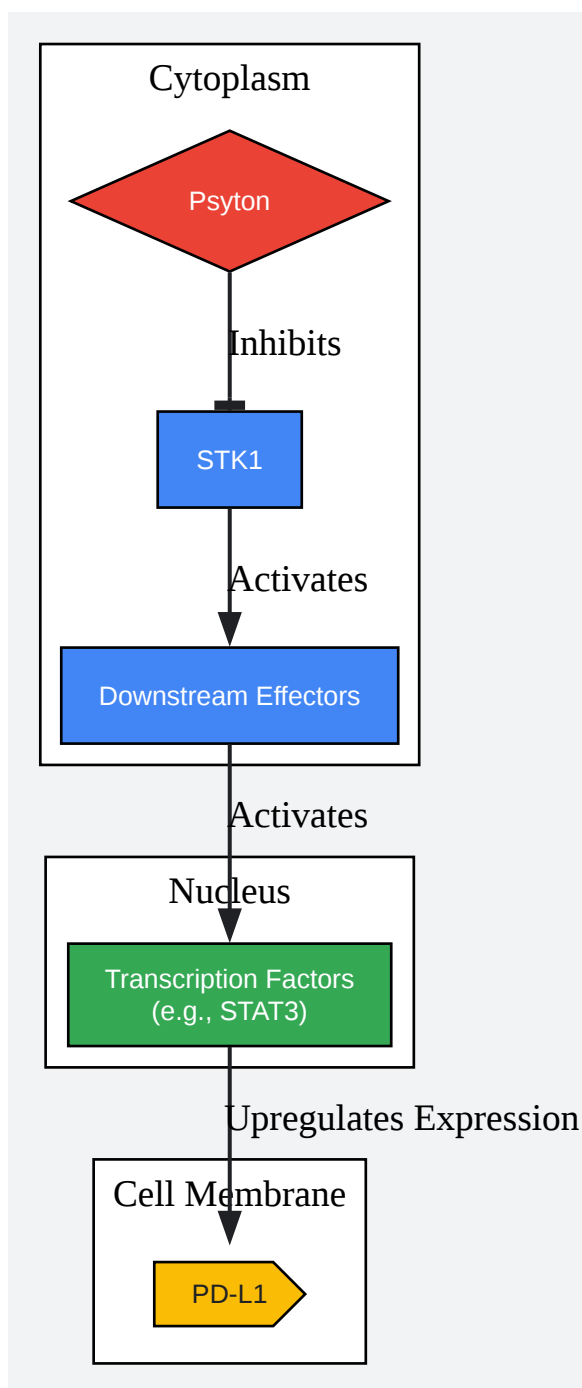 Cytoplasm
Psyton
Inhibits
STK1
Activates
Downstream Effectors
Activates
Nucleus
Transcription Factors
(e.g., STAT3)
Upregulates Expression
Cell Membrane
PD-L1